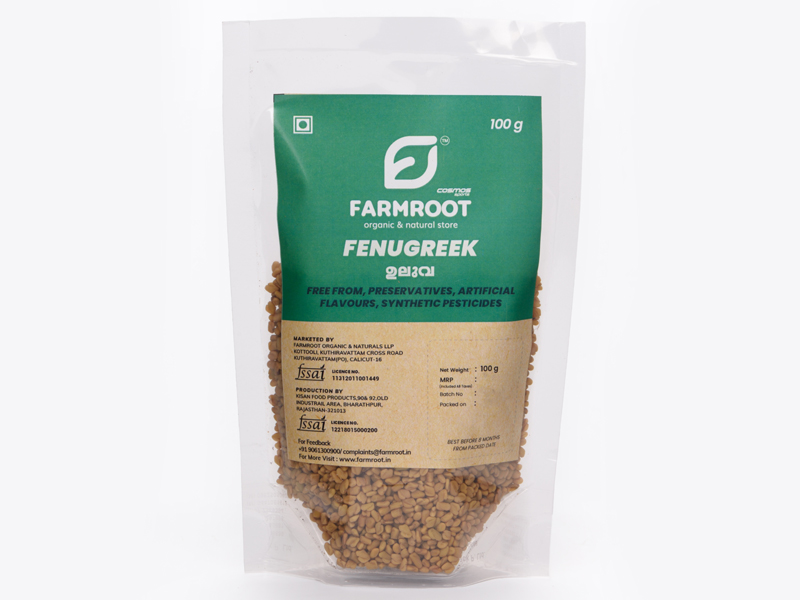 100 g
TM
COSMOS
FARMROOT
organic & natural store
FENUGREEK
ഉലുവ
FREE FROM, PRESERVATIVES, ARTIFICIAL
FLAVOURS, SYNTHETIC PESTICIDES
MARKETED BY
FARMROOT ORGANIC & NATURALS LLP
KOTTOOLI, KUTHIRAVATTAM CROSS ROAD
KUTHIRAVATTAM(PO), CALICUT-16
fssai LICENCE NO.
11312011001449
PRODUCTION BY
KISAN FOOD PRODUCTS,90& 92,OLD
INDUSTRAIL AREA, BHARATHPUR,
RAJASTHAN-321013
fssai LICENCE NO.
12218015000200
For Feedback
+91 9061300900/ complaints@farmroot.in
For More Visit : www.farmroot.in
Net Weight : 100 g
MRP :
(Included All Taxes)
Batch No :
Packed on :
BEST BEFORE 8 MONTHS
FROM PACKED DATE